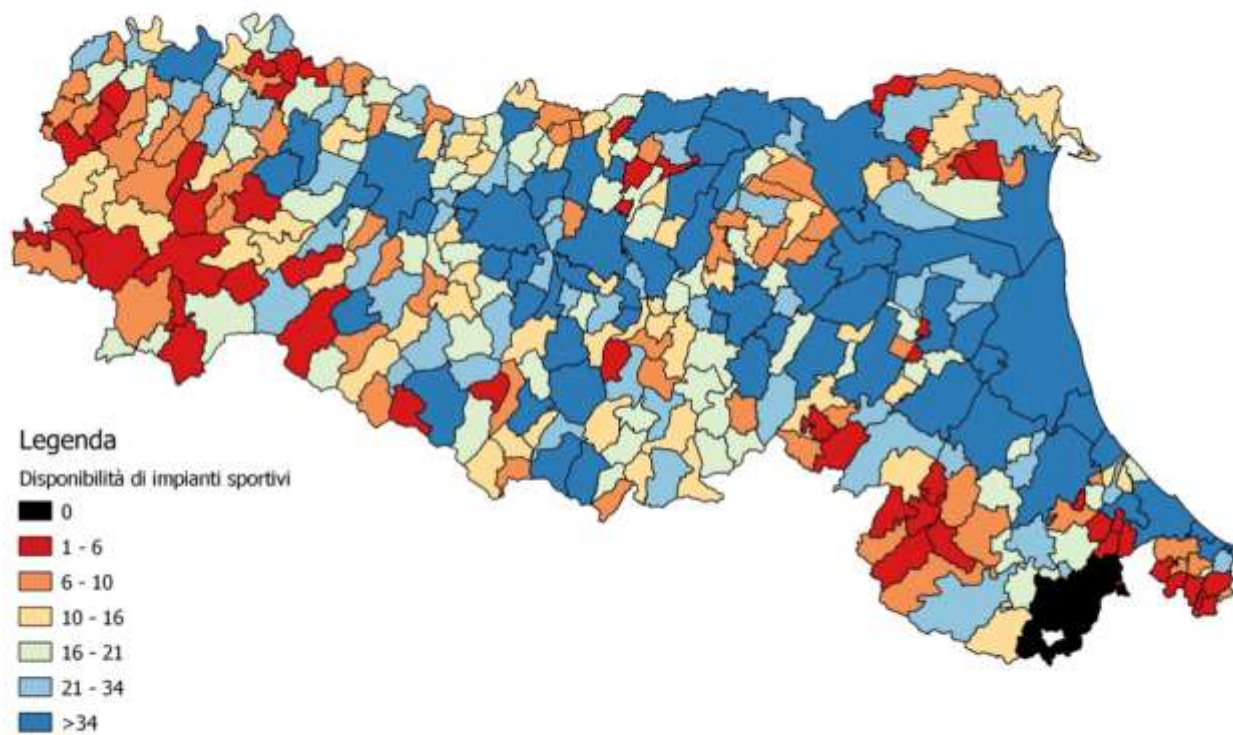 Legenda
Disponibilità di impianti sportivi
0
1 - 6
6 - 10
10 - 16
16 - 21
21 - 34
>34